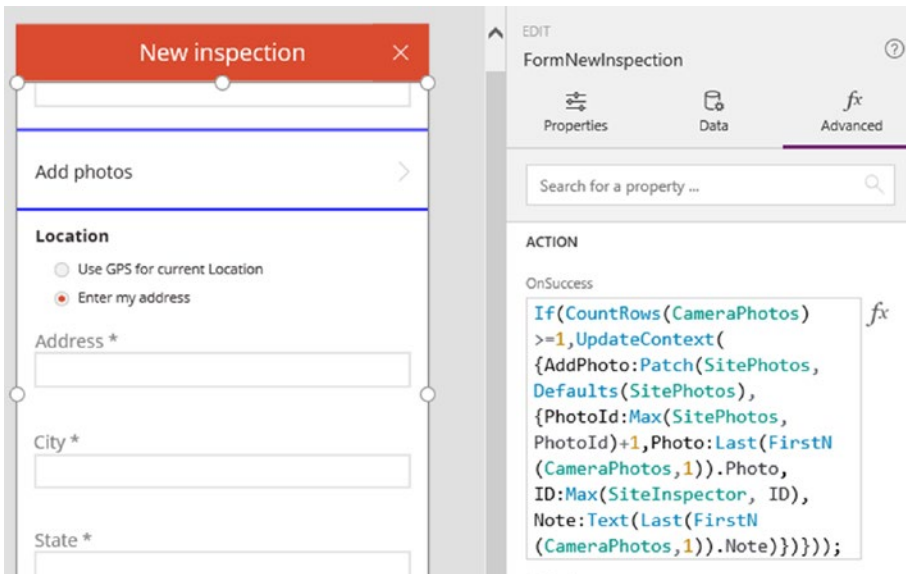 New inspection
Add photos
Location
Use GPS for current Location
Enter my address
Address *
City *
State *
EDIT
FormNewInspection
?
Properties
Data
fx
Advanced
Search for a property ...
ACTION
OnSuccess
If(CountRows(CameraPhotos)
>=1,UpdateContext(
{AddPhoto:Patch(SitePhotos,
Defaults(SitePhotos),
{PhotoId:Max(SitePhotos,
PhotoId)+1,Photo:Last(FirstN
(CameraPhotos,1)).Photo,
ID:Max(SiteInspector, ID),
Note:Text(Last(FirstN
(CameraPhotos,1)).Note)})}));
fx